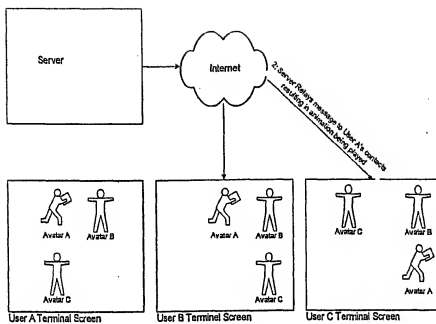 Server
Internet
2: Server Relays message to User A's contacts
resulting in animation being played
Avatar A
Avatar B
Avatar C
User A Terminal Screen
Avatar A
Avatar B
Avatar C
User B Terminel Screen
Avatar C
Avatar B
Avatar A
User C Terminal Screen